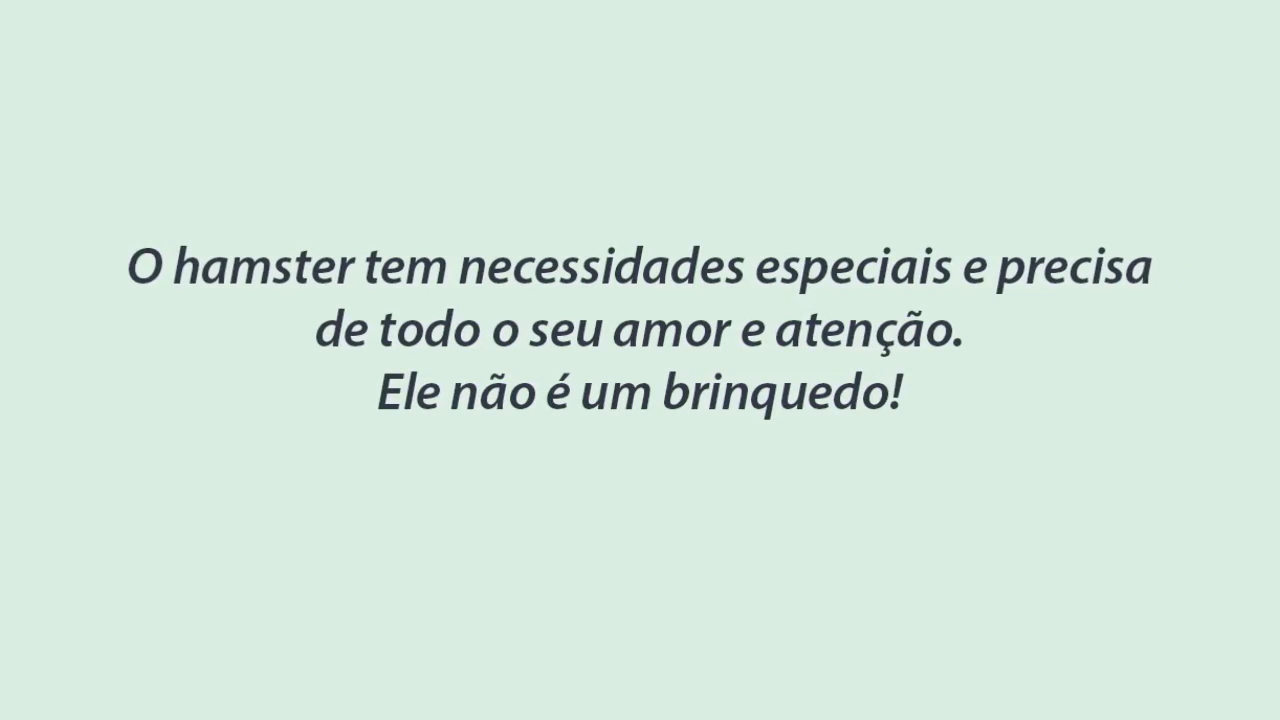 O hamster tem necessidades especiais e precisa
de todo o seu amor e atenção.
Ele não é um brinquedo!